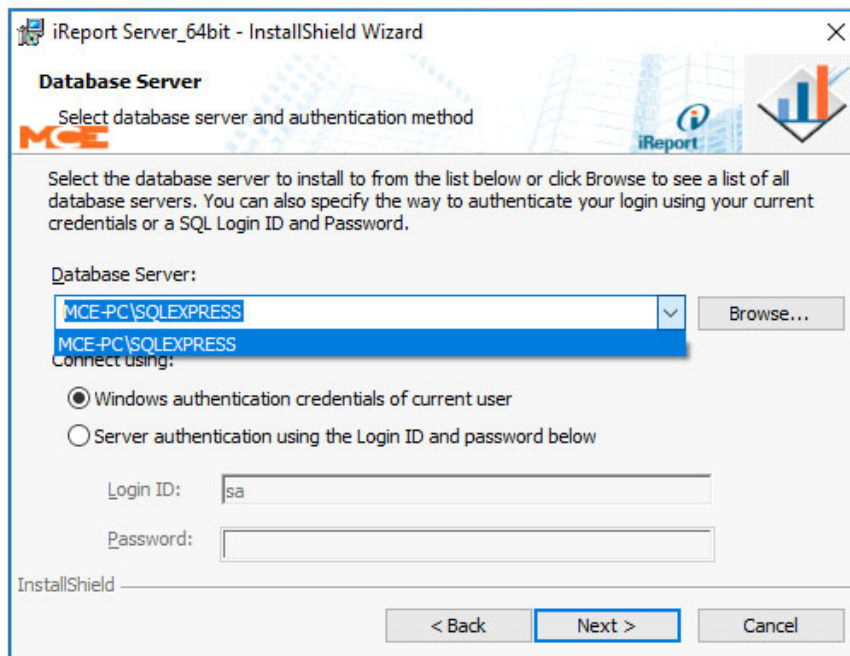 iReport Server_64bit - InstallShield Wizard
Database Server
Select database server and authentication method
MCE
iReport
Select the database server to install to from the list below or click Browse to see a list of all
database servers. You can also specify the way to authenticate your login using your current
credentials or a SQL Login ID and Password.
Database Server:
MCE-PC\SQLEXPRESS
Browse...
MCE-PC\SQLEXPRESS
Connect using:
Windows authentication credentials of current user
Server authentication using the Login ID and password below
Login ID:
sa
Password:
InstallShield
< Back
Next >
Cancel